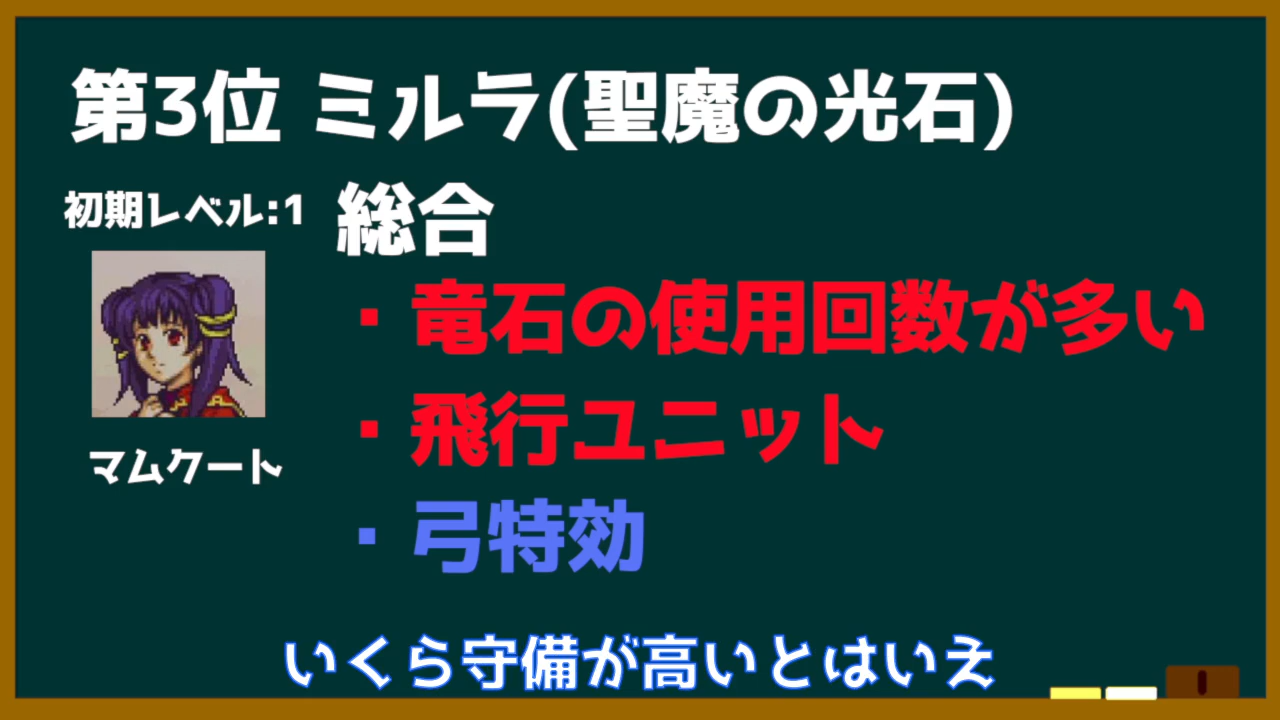 第3位 ミルラ(聖魔の光石)
初期レベル:1
総合
・竜石の使用回数が多い
・飛行ユニット
マムクート
・弓特効
いくら守備が高いとはいえ